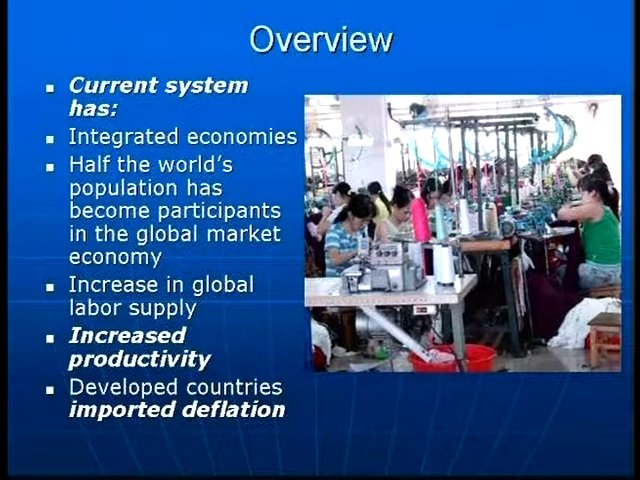 Overview
Current system
has:
Integrated economies
Half the world's
population has
become participants
in the global market
economy
Increase in global
labor supply
Increased
productivity
Developed countries
imported deflation